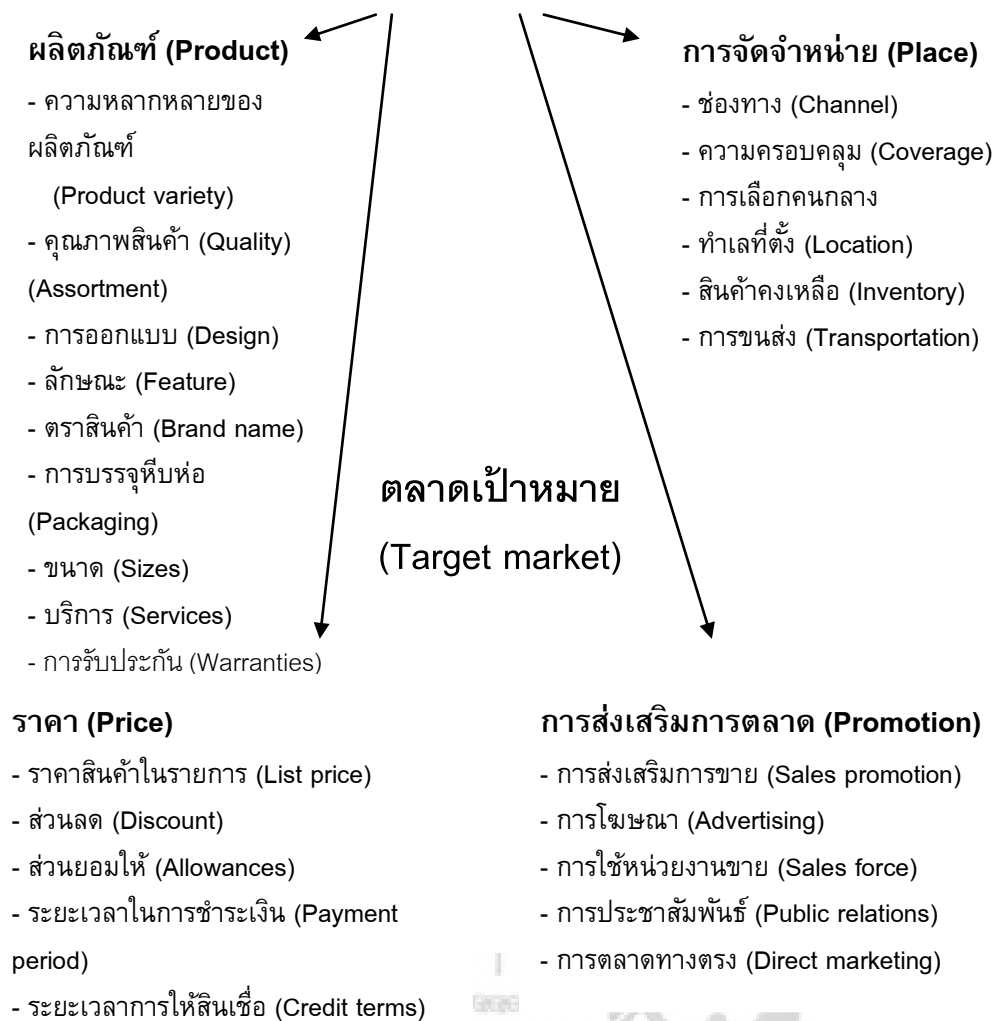 ผลิตภัณฑ์ (Product)
- ความหลากหลายของ
ผลิตภัณฑ์
(Product variety)
- คุณภาพสินค้า (Quality)
(Assortment)
- การออกแบบ (Design)
- ลักษณะ (Feature)
- ตราสินค้า (Brand name)
- การบรรจุหีบห่อ
(Packaging)
- ขนาด (Sizes)
- บริการ (Services)
- การรับประกัน (Warranties)
การจัดจำหน่าย (Place)
- ช่องทาง (Channel)
- ความครอบคลุม (Coverage)
- การเลือกคนกลาง
- ทำเลที่ตั้ง (Location)
- สินค้าคงเหลือ (Inventory)
- การขนส่ง (Transportation)
ตลาดเป้าหมาย
(Target market)
ราคา (Price)
- ราคาสินค้าในรายการ (List price)
- ส่วนลด (Discount)
- ส่วนยอมให้ (Allowances)
- ระยะเวลาในการชำระเงิน (Payment
period)
- ระยะเวลาการให้สินเชื่อ (Credit terms)
การส่งเสริมการตลาด (Promotion)
- การส่งเสริมการขาย (Sales promotion)
- การโฆษณา (Advertising)
- การใช้หน่วยงานขาย (Sales force)
- การประชาสัมพันธ์ (Public relations)
- การตลาดทางตรง (Direct marketing)